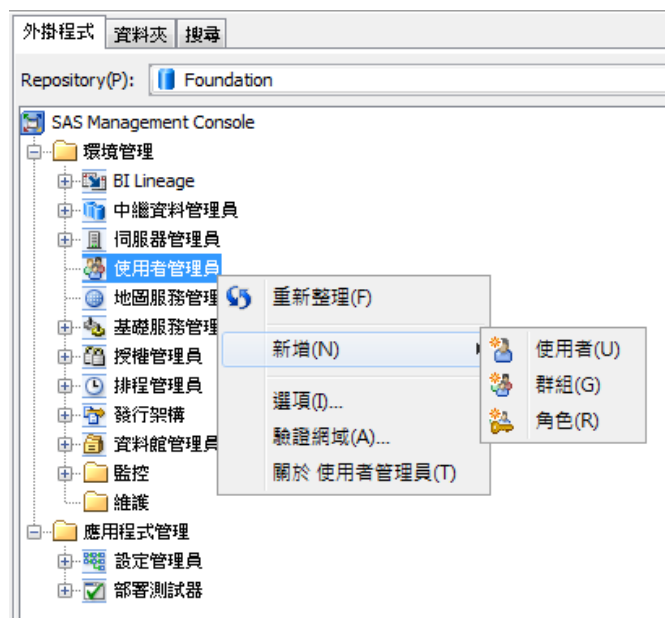 外掛程式 資料夾 搜尋
Repository(P): Foundation
SAS Management Console
環境管理
BI Lineage
中繼資料管理員
伺服器管理員
使用者管理員
地圖服務管理
基礎服務管理
授權管理員
排程管理員
發行架構
資料館管理員
監控
維護
應用程式管理
設定管理員
部署測試器
重新整理(F)
新增(N)
選項(I)...
驗證網域(A)...
關於 使用者管理員(T)
使用者(U)
群組(G)
角色(R)